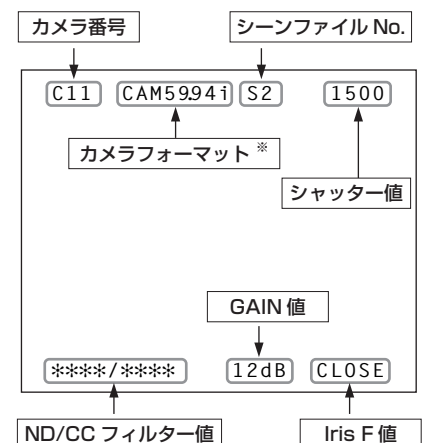 カメラ番号 シーンファイル No.
C11 CAM59.94i S2 1500
カメラフォーマット ※
シャッター値
GAIN 値
****/**** 12dB CLOSE
ND/CC フィルター値 Iris F 値